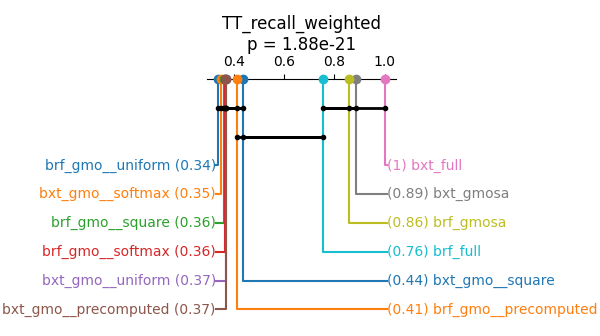 TT_recall_weighted
p = 1.88e-21
0.4 0.6 0.8 1.0
brf_gmo__uniform (0.34) (1) bxt_full
bxt_gmo__softmax (0.35) (0.89) bxt_gmosa
brf_gmo__square (0.36) (0.86) brf_gmosa
brf_gmo__softmax (0.36) (0.76) brf_full
bxt_gmo__uniform (0.37) (0.44) bxt_gmo__square
bxt_gmo__precomputed (0.37) (0.41) brf_gmo__precomputed